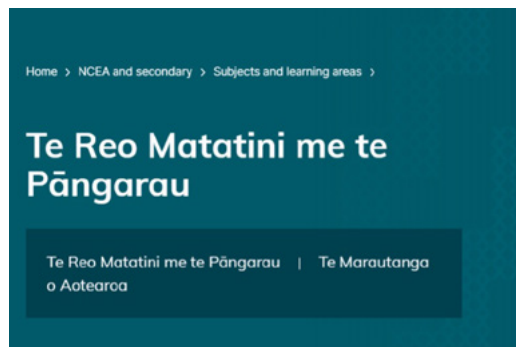 Home > NCEA and secondary > Subjects and learning areas >
Te Reo Matatini me te
Pāngarau
Te Reo Matatini me te Pāngarau | Te Marautanga
o Aotearoa